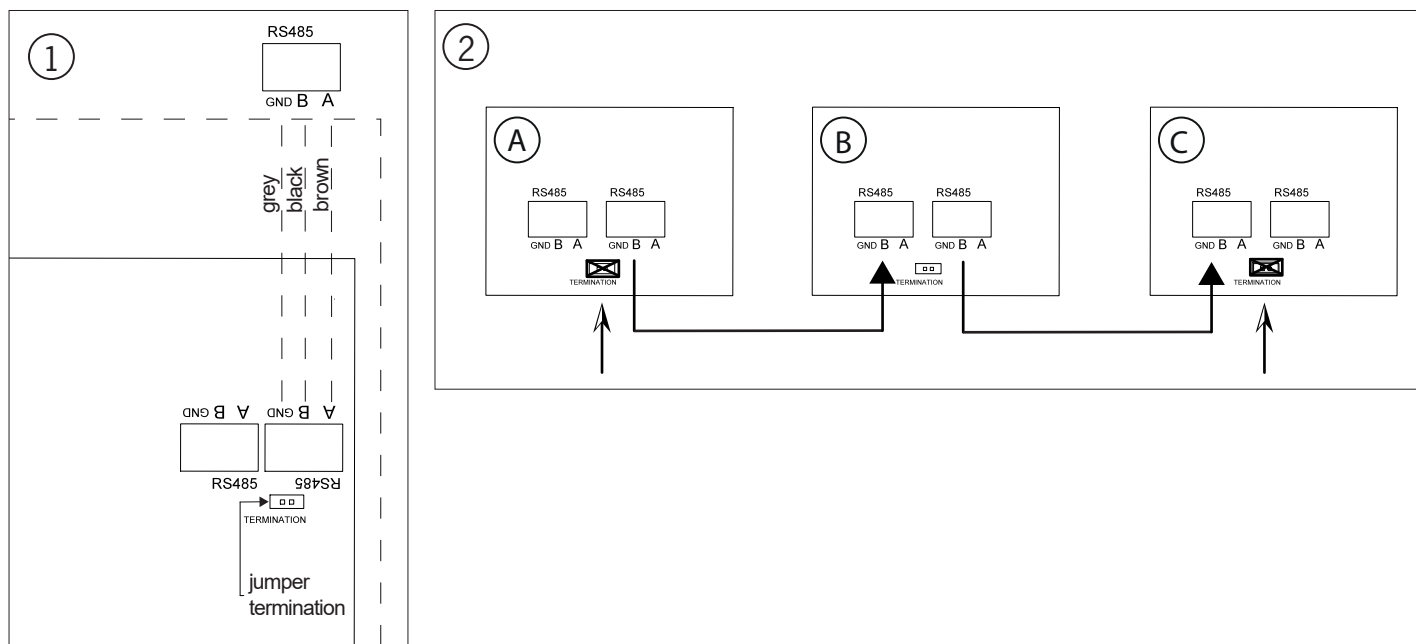 1
RS485
GND B A
grey
black
brown
GND B A
GND B A
RS485
RS485
TERMINATION
jumper
termination
2
A
RS485
RS485
GND B A
GND B A
TERMINATION
B
RS485
RS485
GND B A
GND B A
TERMINATION
C
RS485
RS485
GND B A
GND B A
TERMINATION